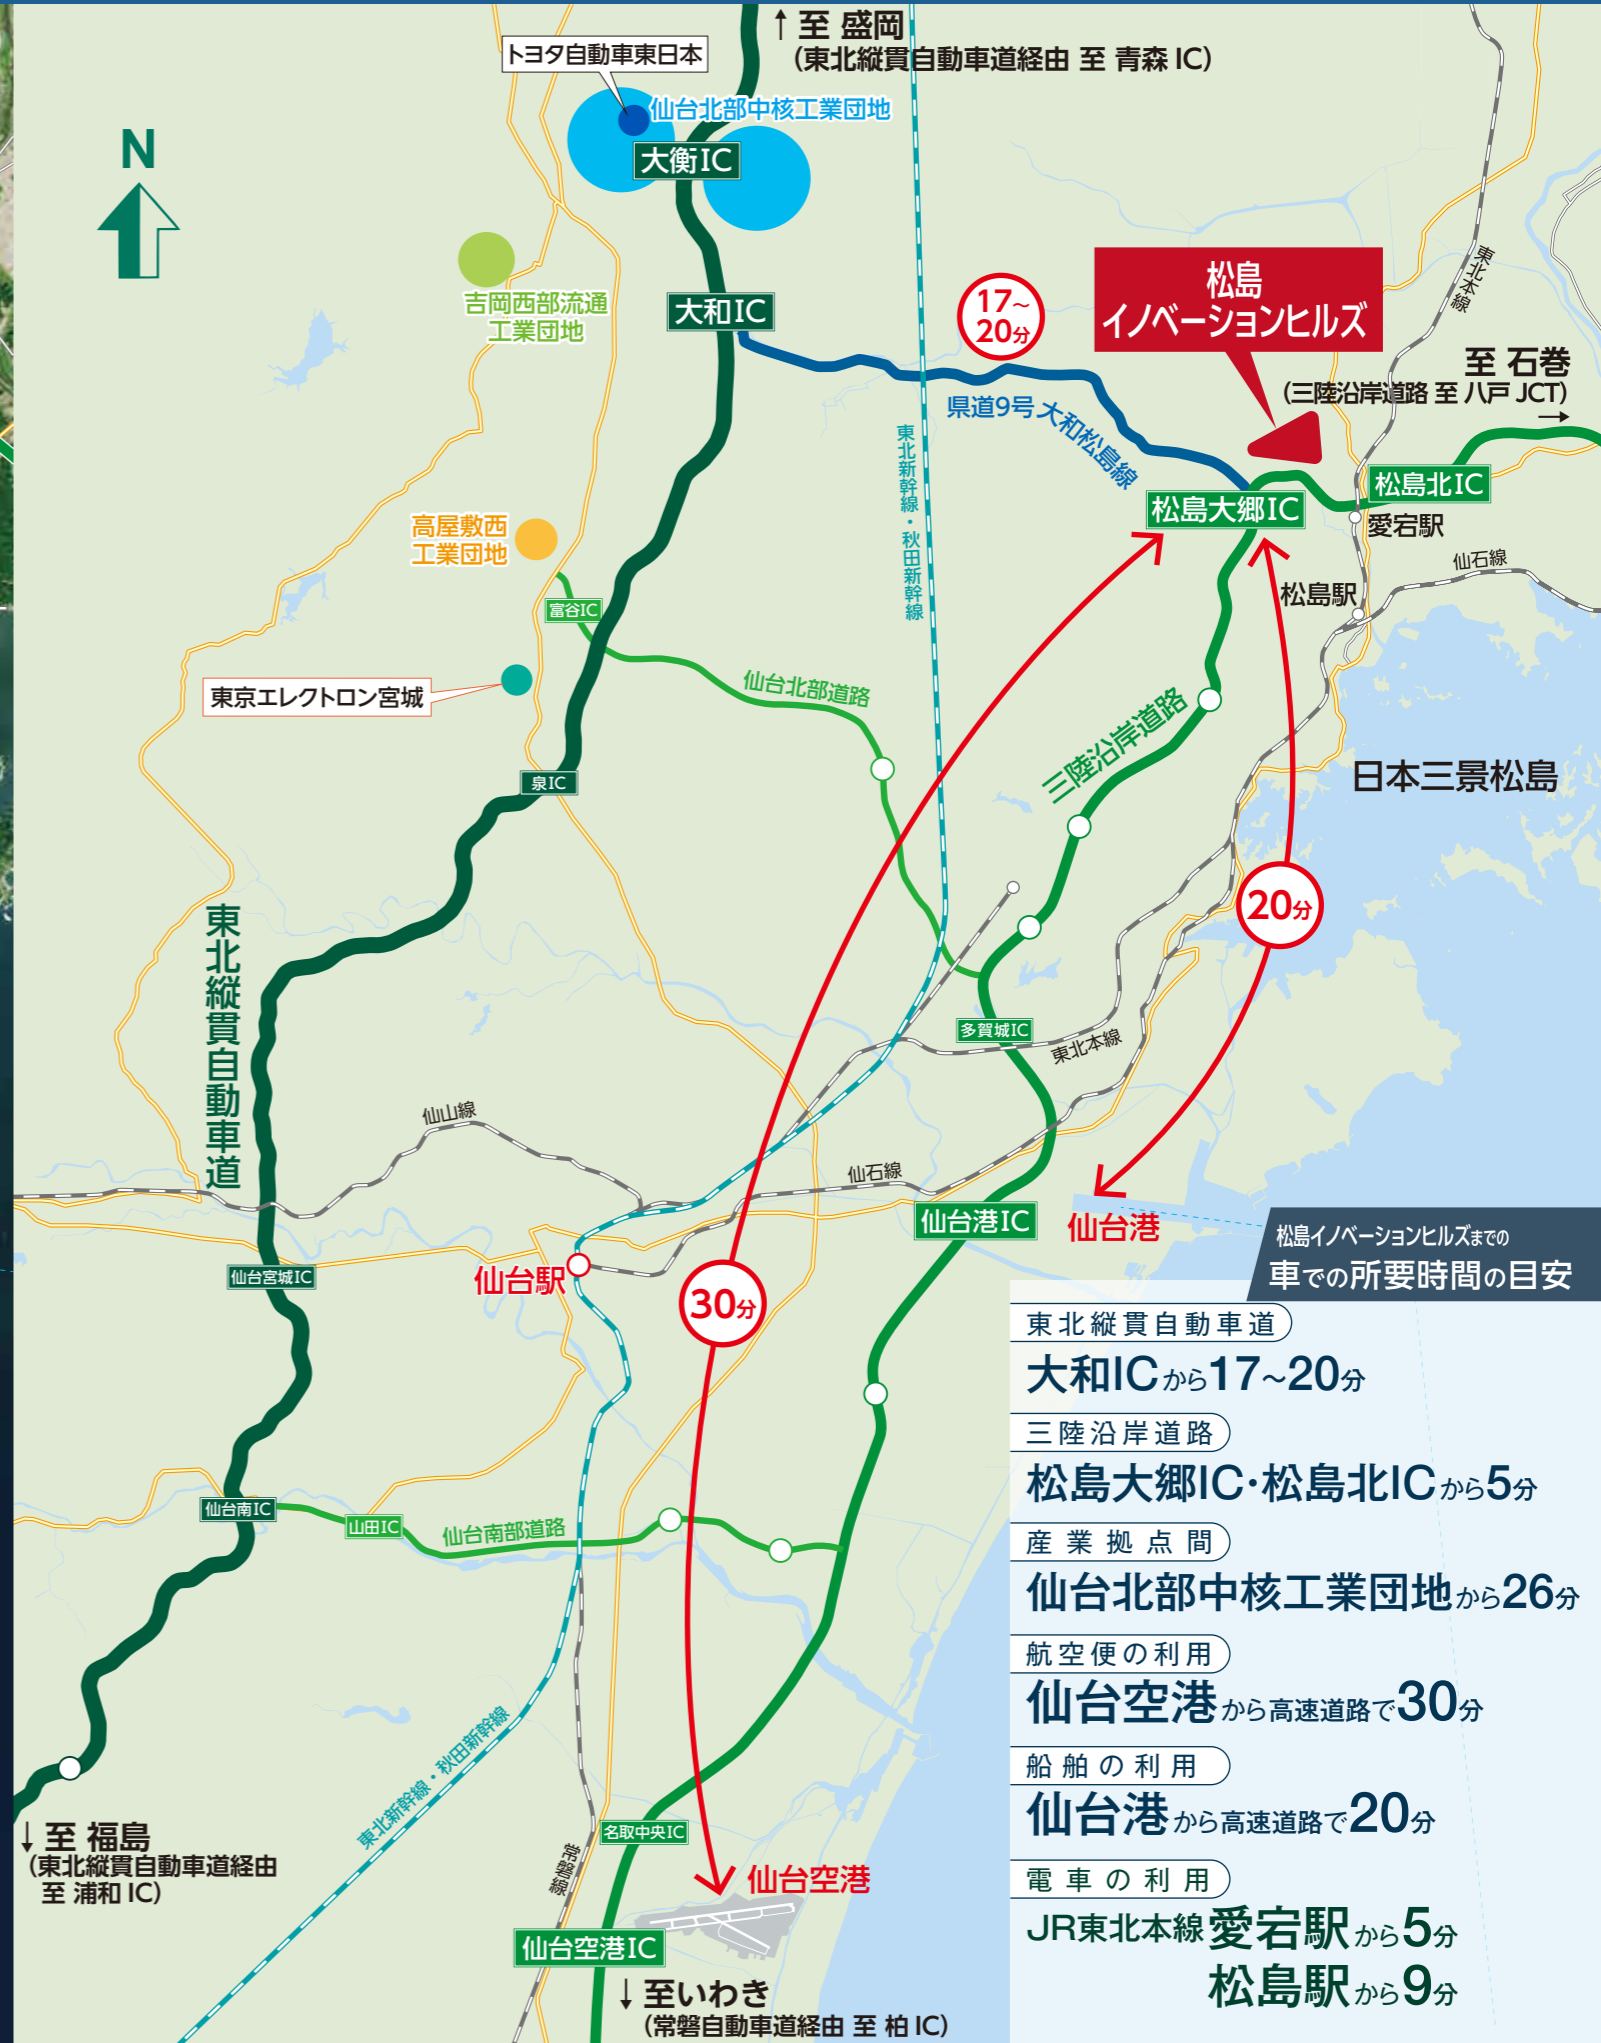 ↑ 至 盛岡
（東北縦貫自動車道経由 至 青森 IC）
トヨタ自動車東日本
仙台北部中核工業団地
N
大衡IC
吉岡西部流通
工業団地
大和IC
17～
20分
松島
イノベーションヒルズ
東北本線
至 石巻
（三陸沿岸道路 至 八戸 JCT）
→
県道9号 大和松島線
東北新幹線・秋田新幹線
松島大郷IC
松島北IC
愛宕駅
仙石線
松島駅
高屋敷西
工業団地
富谷IC
東京エレクトロン宮城
仙台北部道路
三陸沿岸道路
泉IC
日本三景松島
20分
東北縦貫自動車道
多賀城IC
東北本線
仙山線
仙石線
仙台港IC
仙台港
仙台宮城IC
仙台駅
30分
仙台南IC
山田IC
仙台南部道路
東北新幹線・秋田新幹線
↓ 至 福島
（東北縦貫自動車道経由
至 浦和 IC）
名取中央IC
常磐線
仙台空港
仙台空港IC
↓ 至いわき
（常磐自動車道経由 至 柏 IC）
松島イノベーションヒルズまでの
車での所要時間の目安
東北縦貫自動車道
大和ICから17～20分
三陸沿岸道路
松島大郷IC・松島北ICから5分
産業拠点間
仙台北部中核工業団地から26分
航空便の利用
仙台空港から高速道路で30分
船舶の利用
仙台港から高速道路で20分
電車の利用
JR東北本線 愛宕駅から5分
松島駅から9分